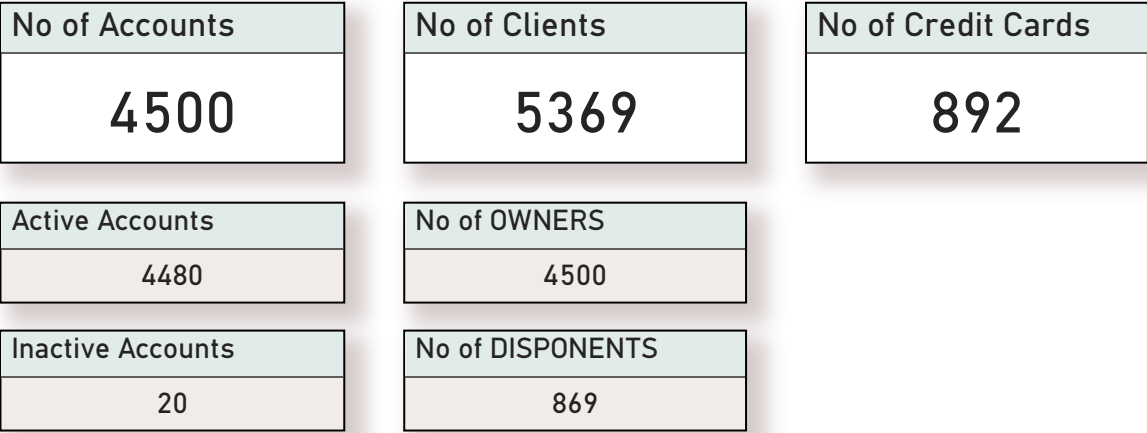 No of Accounts
4500
No of Clients
5369
No of Credit Cards
892
Active Accounts
4480
No of OWNERS
4500
Inactive Accounts
20
No of DISPONENTS
869